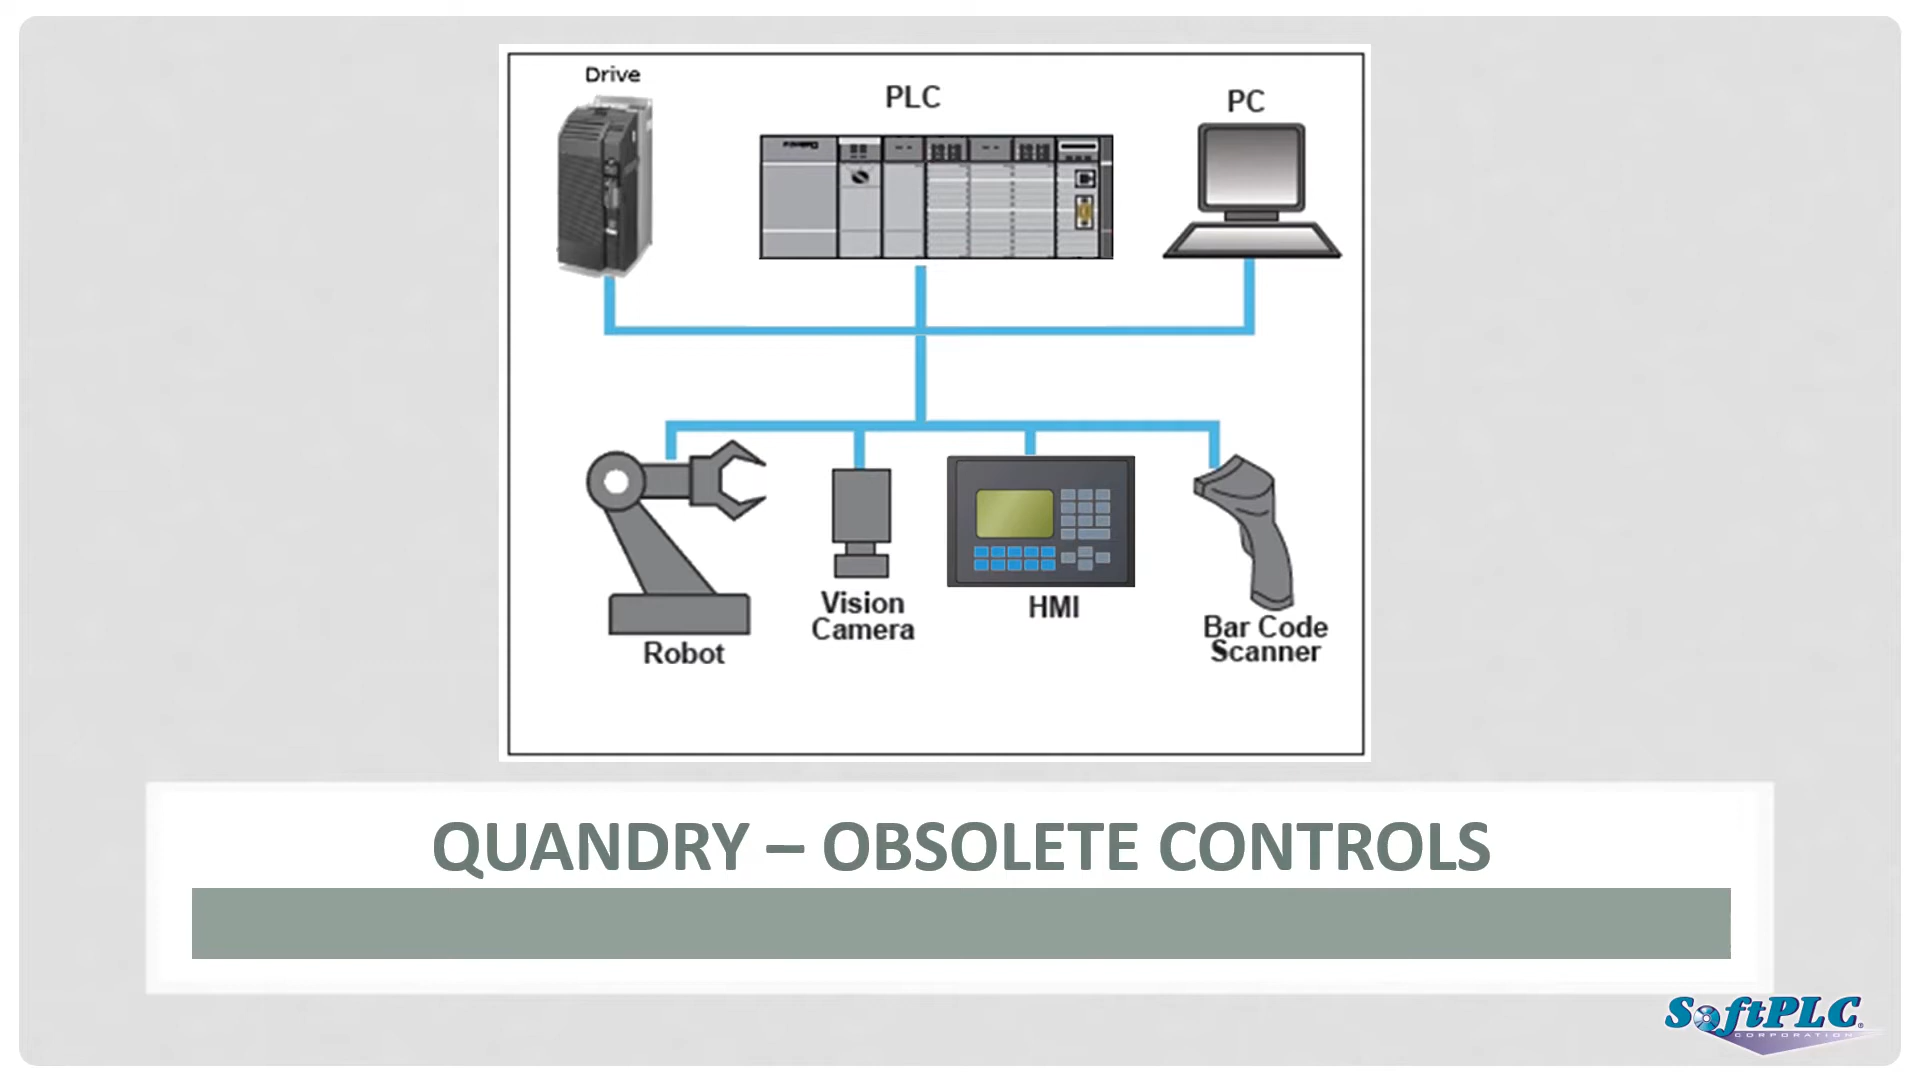 Drive
PLC
PC
Robot
Vision
Camera
HMI
Bar Code
Scanner
QUANDRY – OBSOLETE CONTROLS
SoftPLC
CORPORATION